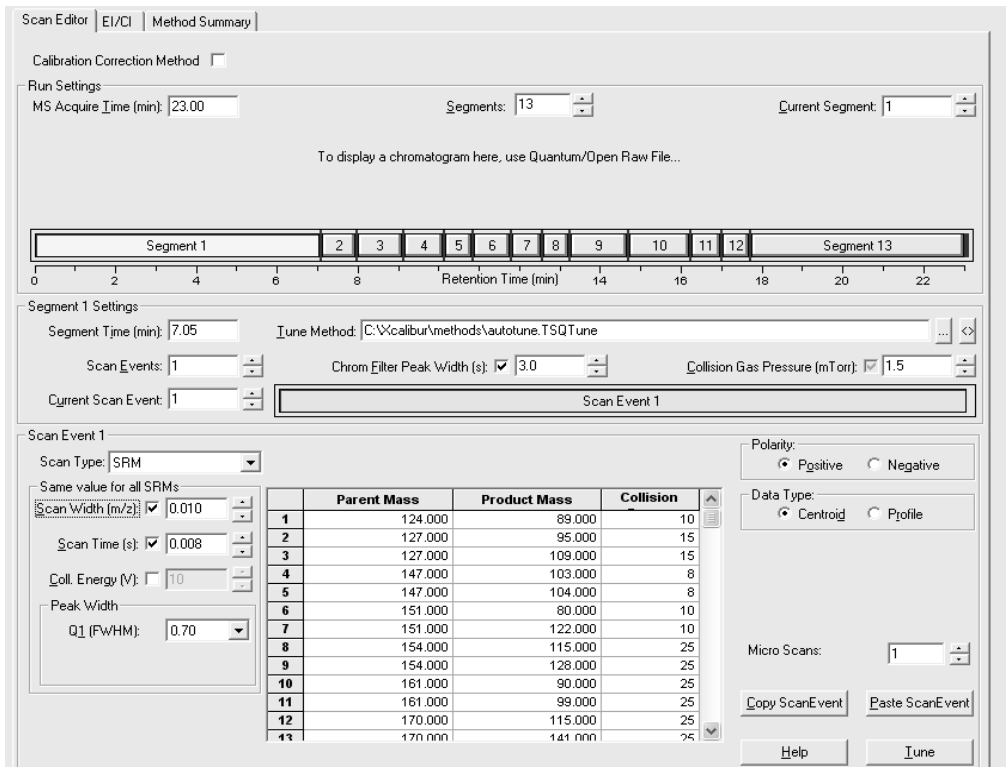 Scan Editor EI/CI Method Summary
Calibration Correction Method
Run Settings
MS Acquire Time (min): 23.00 Segments: 13 Current Segment: 1
To display a chromatogram here, use Quantum/Open Raw File...
Segment 1 2 3 4 5 6 7 8 9 10 11 12 Segment 13
0 2 4 6 8 Retention Time (min) 14 16 18 20 22
Segment 1 Settings
Segment Time (min): 7.05 Tune Method: C:\Xcalibur\methods\autotune.TSQTune ... <>
Scan Events: 1 Chrom Filter Peak Width (s): 3.0 Collision Gas Pressure (mTorr): 1.5
Current Scan Event: 1 Scan Event 1
Scan Event 1
Scan Type: SRM
Same value for all SRMs
Scan Width (m/z): 0.010
Scan Time (s): 0.008
Coll. Energy (V): 10
Peak Width
Q1 (FWHM): 0.70
Parent Mass Product Mass Collision
1 124.000 89.000 10
2 127.000 95.000 15
3 127.000 109.000 15
4 147.000 103.000 8
5 147.000 104.000 8
6 151.000 80.000 10
7 151.000 122.000 10
8 154.000 115.000 25
9 154.000 128.000 25
10 161.000 90.000 25
11 161.000 99.000 25
12 170.000 115.000 25
13 170.000 141.000 25
Polarity:
Positive Negative
Data Type:
Centroid Profile
Micro Scans: 1
Copy ScanEvent Paste ScanEvent
Help Tune